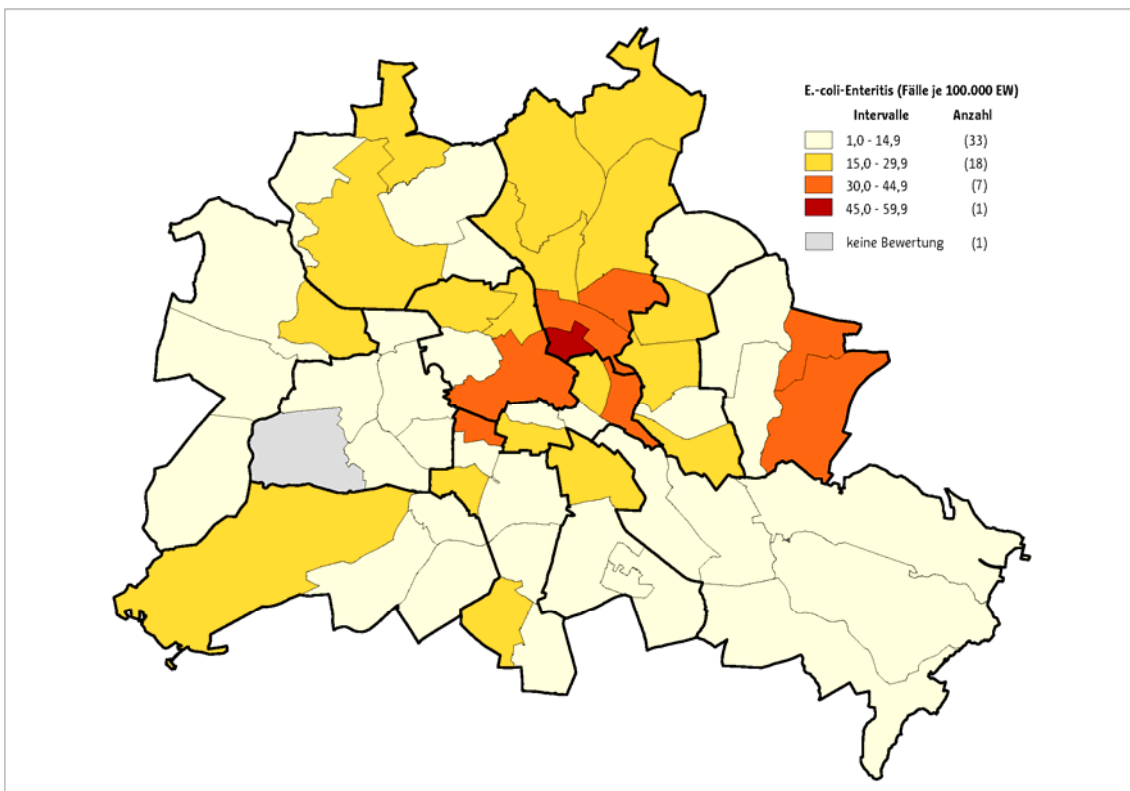 E.-coli-Enteritis (Fälle je 100.000 EW)
Intervalle Anzahl
1,0 - 14,9 (33)
15,0 - 29,9 (18)
30,0 - 44,9 (7)
45,0 - 59,9 (1)
keine Bewertung (1)